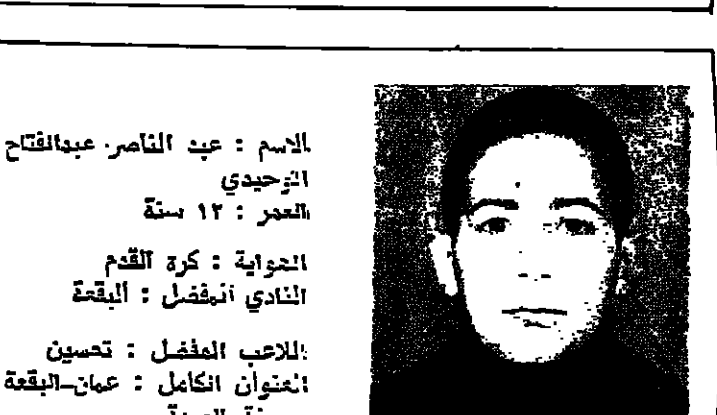 الاسم : عبد الناصر عبدالفتاح
الوحيدي
العمر : ١٢ سنة
الهواية : كرة القدم
النادي المفضل : البقعة
اللاعب المفضل : تحسين
العنوان الكامل : عمان-البقعة